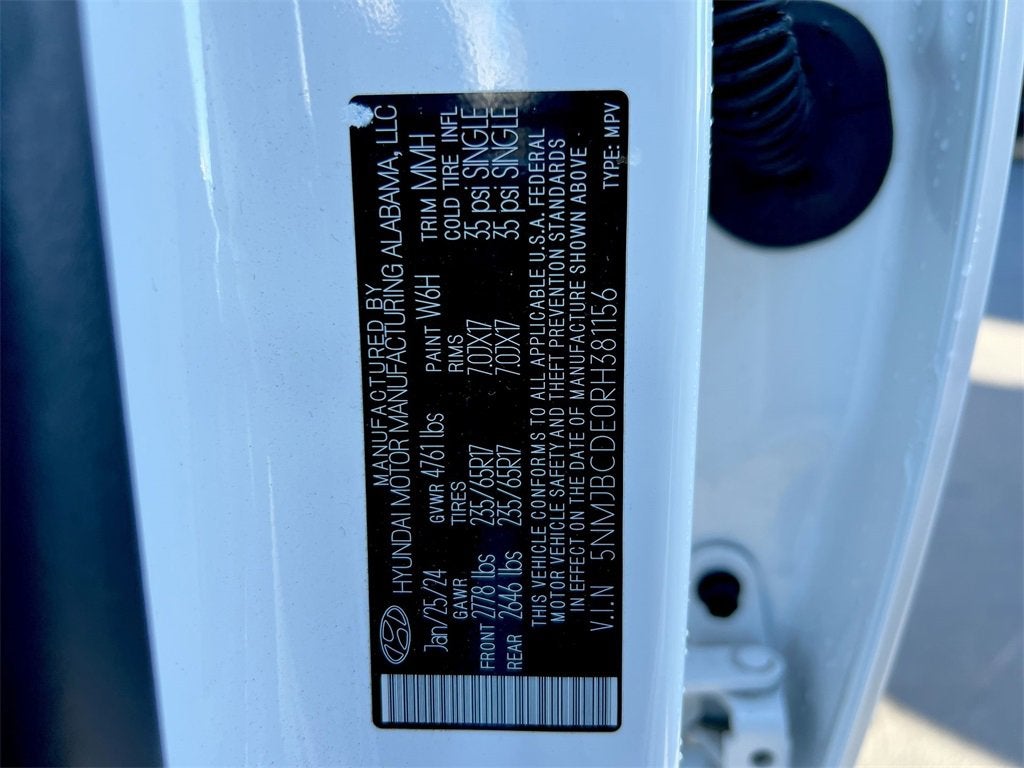 MANUFACTURED BY
HYUNDAI MOTOR MANUFACTURING ALABAMA, LLC
Jan/25/24 GVWR 4761 lbs PAINT W6H TRIM MMH
GAWR TIRES RIMS COLD TIRE INFL
FRONT 2778 lbs 235/65R17 7.0JX17 35 psi SINGLE
REAR 2646 lbs 235/65R17 7.0JX17 35 psi SINGLE
THIS VEHICLE CONFORMS TO ALL APPLICABLE U.S.A. FEDERAL
MOTOR VEHICLE SAFETY AND THEFT PREVENTION STANDARDS
IN EFFECT ON THE DATE OF MANUFACTURE SHOWN ABOVE
V.I.N 5NMJBCDE0RH381156 TYPE: MPV